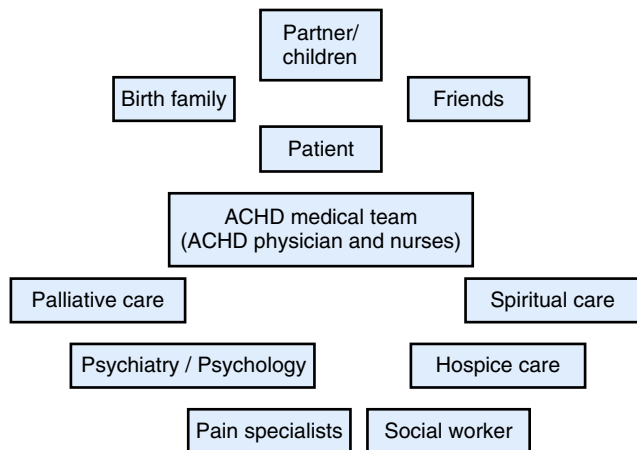 Partner/
children
Birth family
Friends
Patient
ACHD medical team
(ACHD physician and nurses)
Palliative care
Spiritual care
Psychiatry / Psychology
Hospice care
Pain specialists
Social worker